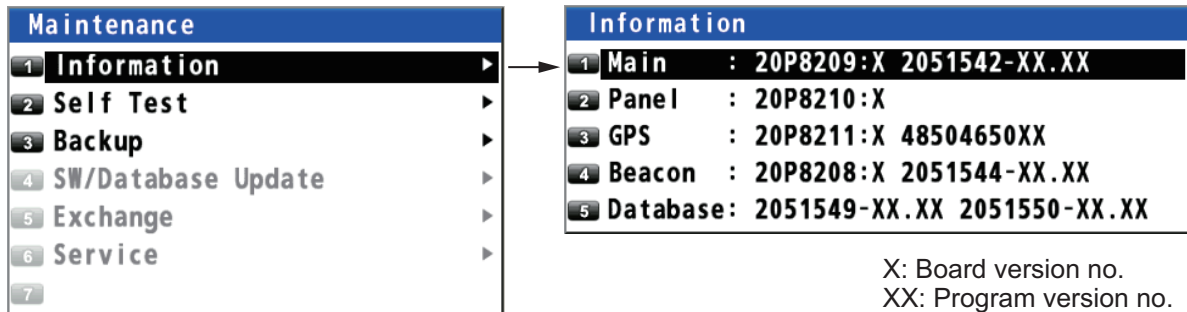 Maintenance
1 Information
2 Self Test
3 Backup
4 SW/Database Update
5 Exchange
6 Service
7
Information
1 Main : 20P8209:X 2051542-XX.XX
2 Panel : 20P8210:X
3 GPS : 20P8211:X 48504650XX
4 Beacon : 20P8208:X 2051544-XX.XX
5 Database: 2051549-XX.XX 2051550-XX.XX
X: Board version no.
XX: Program version no.